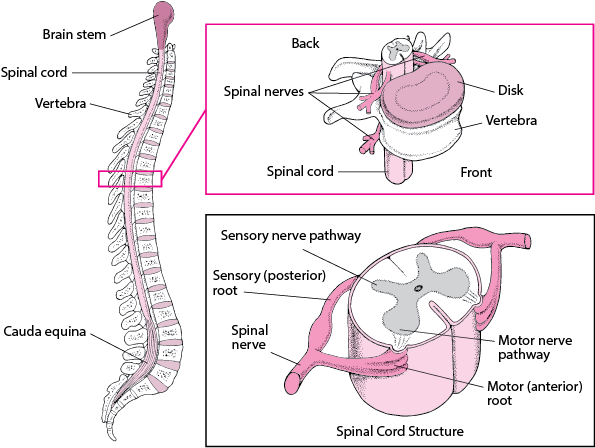 Brain stem
Spinal cord
Vertebra
Cauda equina
Back
Spinal nerves
Disk
Vertebra
Spinal cord
Front
Sensory nerve pathway
Sensory (posterior)
root
Spinal
nerve
Motor nerve
pathway
Motor (anterior)
root
Spinal Cord Structure